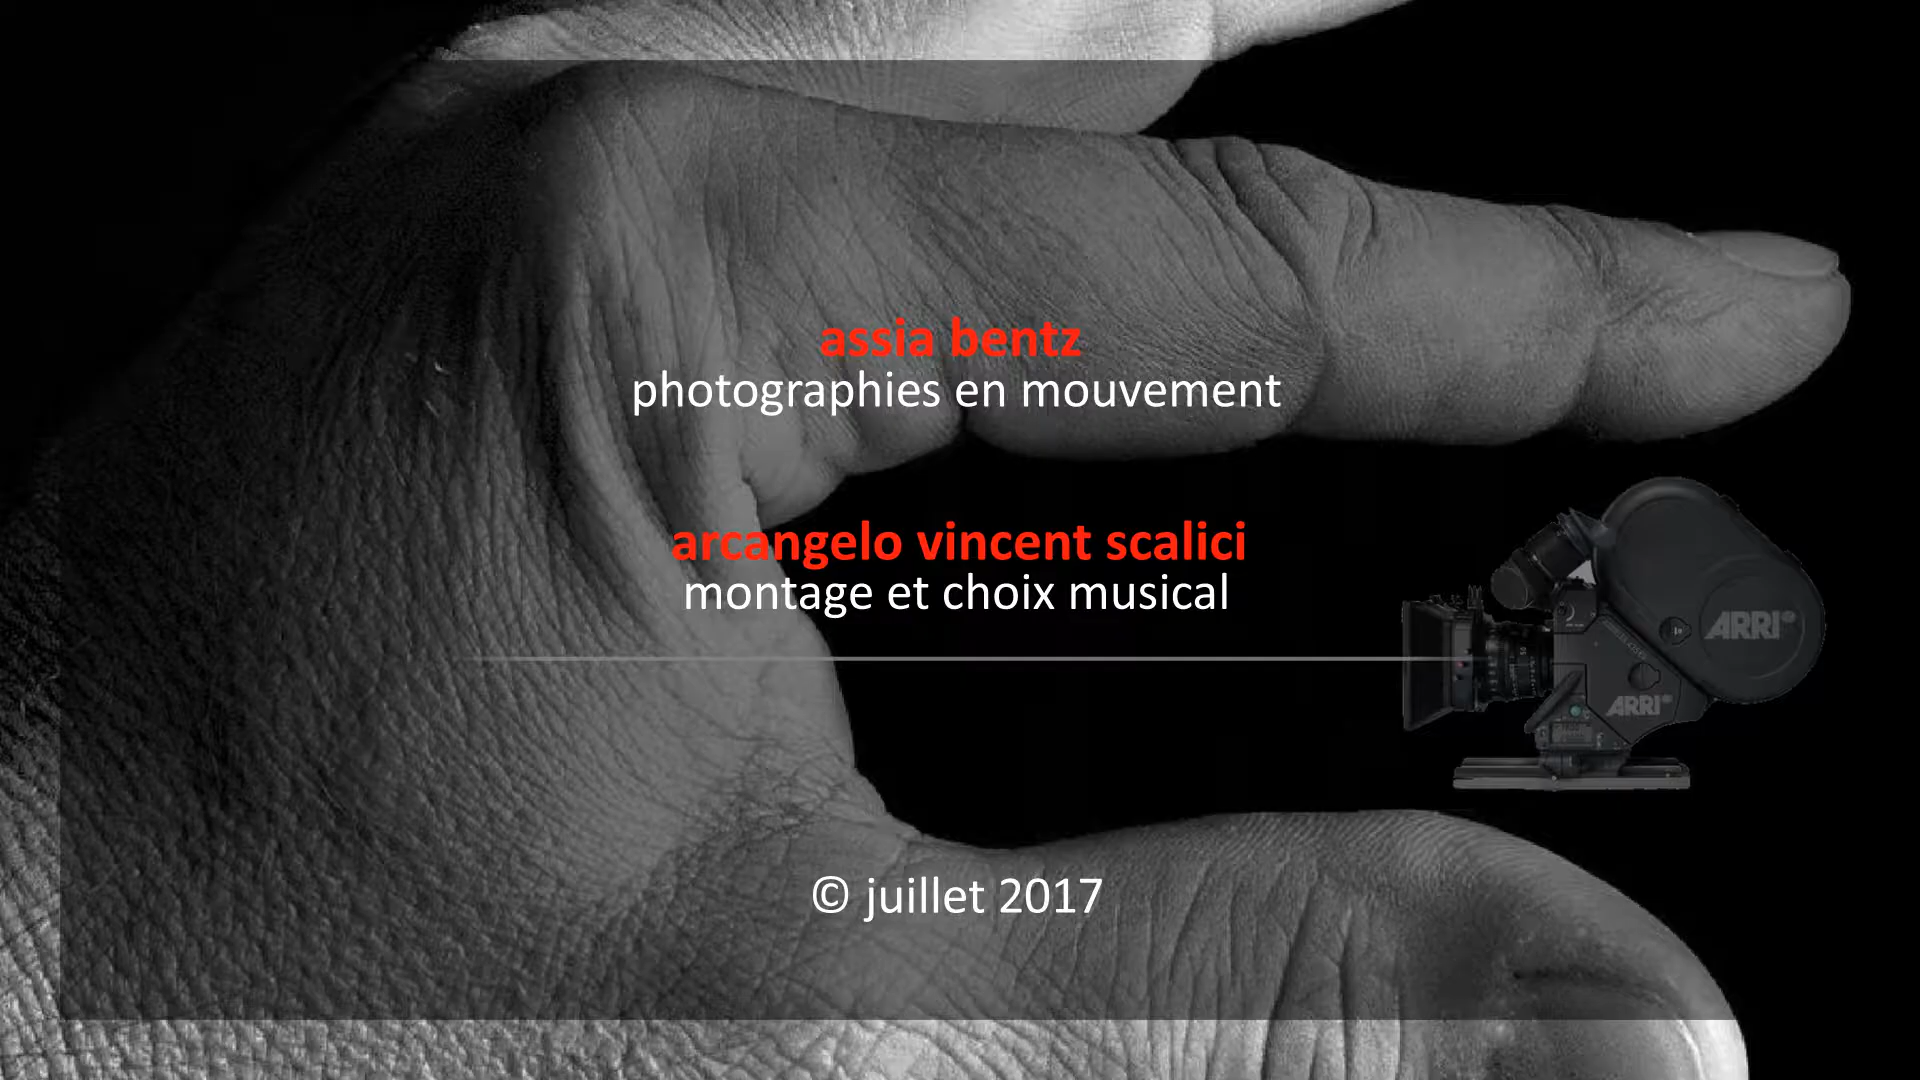 assia bentz
photographies en mouvement
arcangelo vincent scalici
montage et choix musical
ARRI
ARRI
© juillet 2017